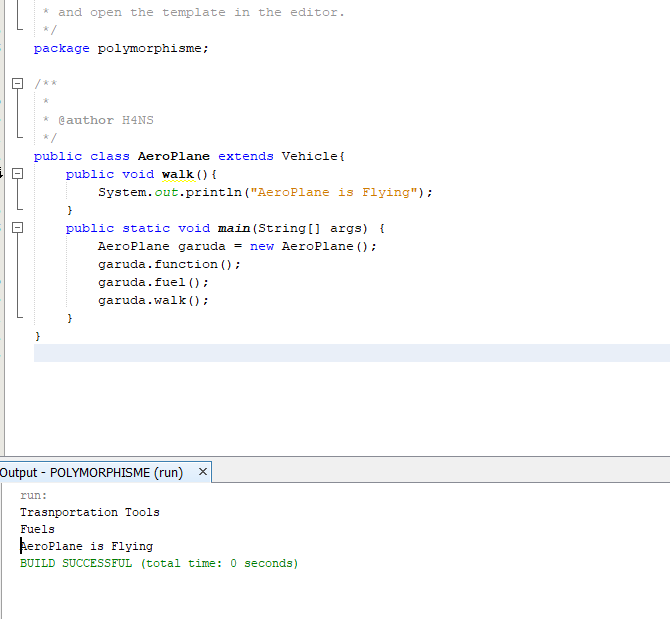 * and open the template in the editor.
*/
package polymorphisme;
/**
*
* @author H4NS
*/
public class AeroPlane extends Vehicle{
public void walk(){
System.out.println("AeroPlane is Flying");
}
public static void main(String[] args) {
AeroPlane garuda = new AeroPlane();
garuda.function();
garuda.fuel();
garuda.walk();
}
}
Output - POLYMORPHISME (run) ×
run:
Trasnportation Tools
Fuels
AeroPlane is Flying
BUILD SUCCESSFUL (total time: 0 seconds)